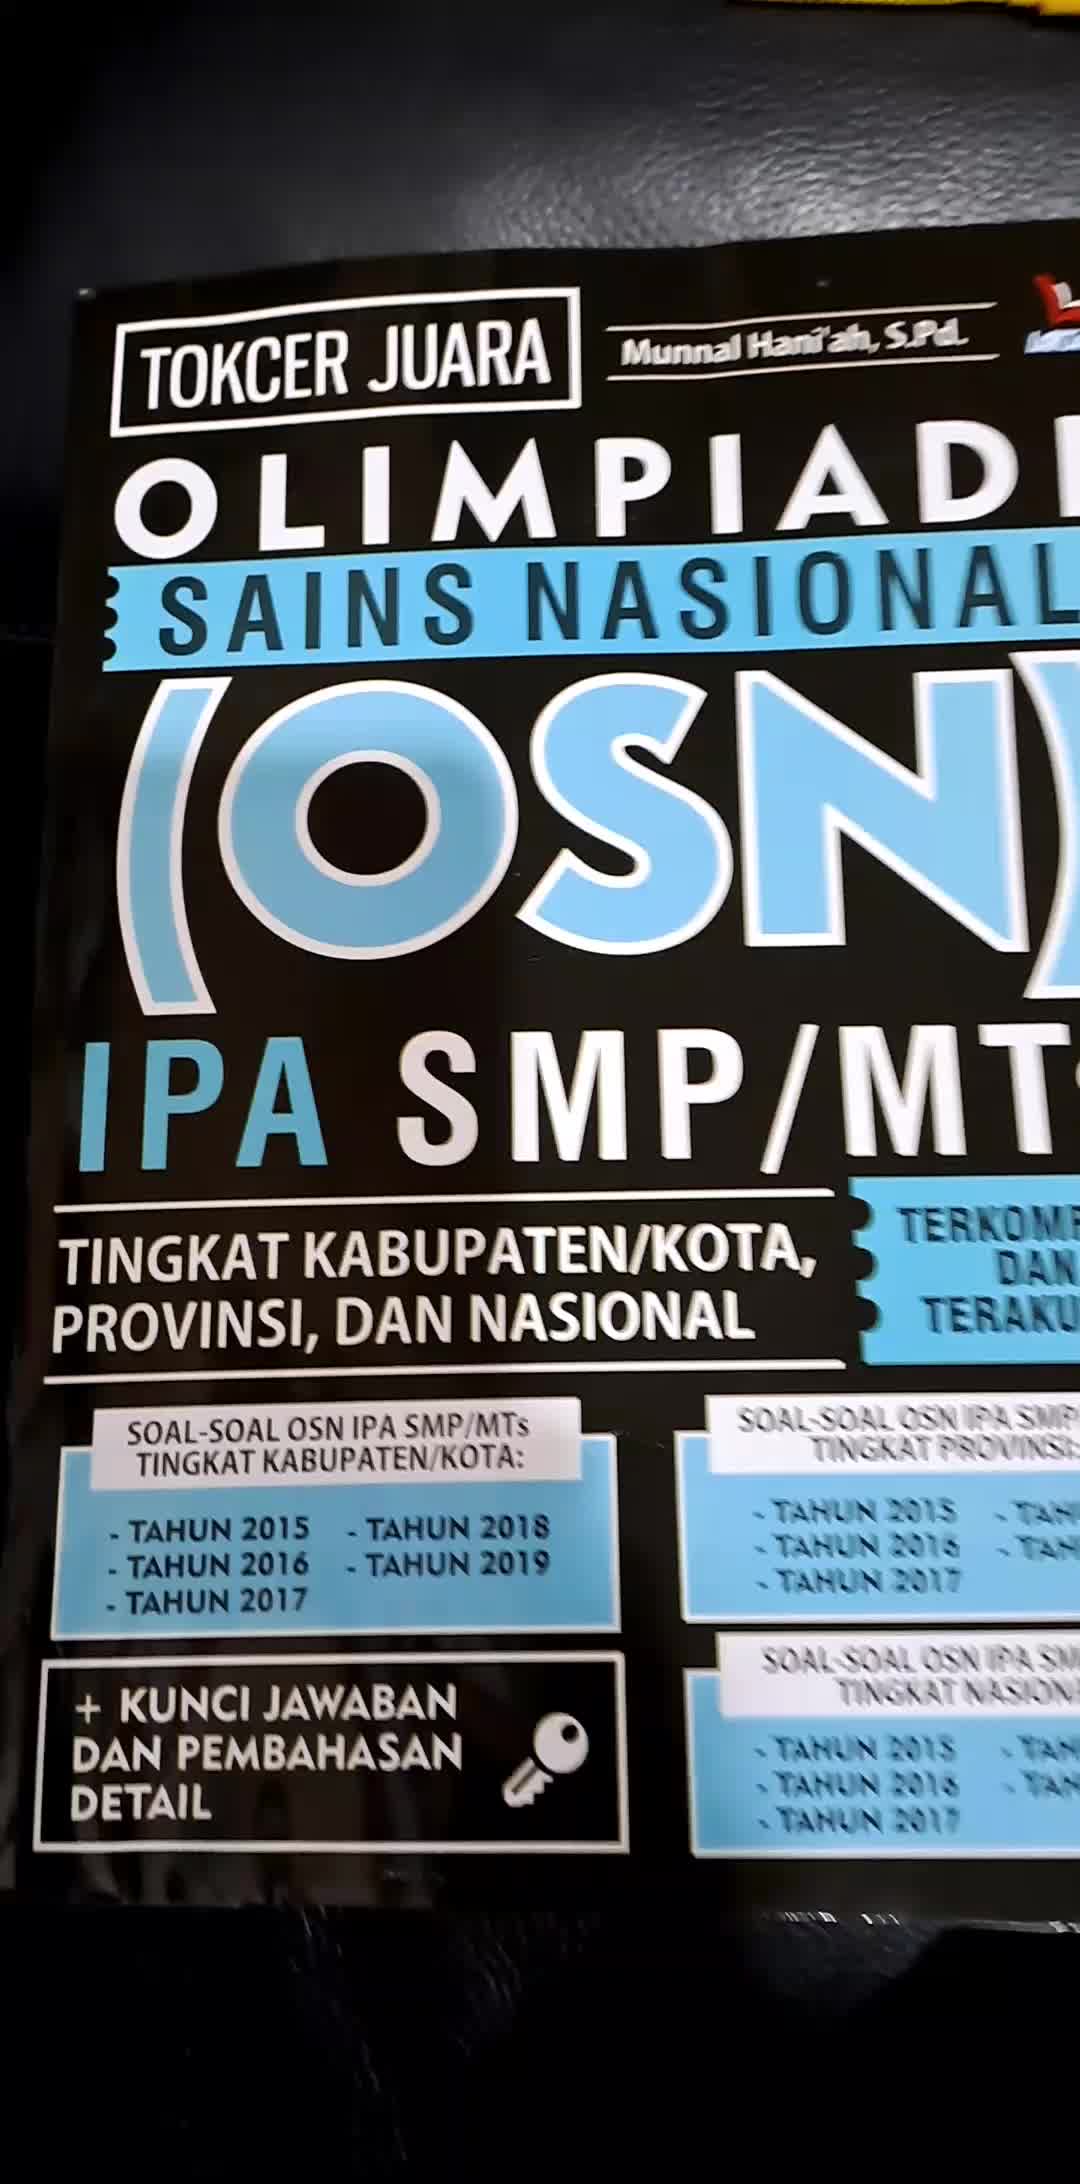 TOKCER JUARA
Munnal Hani'ah, S.Pd.
OLIMPIAD
SAINS NASIONAL
(OSN)
IPA SMP/MTs
TINGKAT KABUPATEN/KOTA,
PROVINSI, DAN NASIONAL
DAN
SOAL-SOAL OSN IPA SMP/MTs
TINGKAT KABUPATEN/KOTA:
- TAHUN 2015 - TAHUN 2018
- TAHUN 2016 - TAHUN 2019
- TAHUN 2017
SOAL-SOAL OSN IPA SMP
TINGKAT PROVINSI:
- TAHUN 2015
- TAHUN 2016
- TAHUN 2017
+ KUNCI JAWABAN
DAN PEMBAHASAN
DETAIL
SOAL-SOAL OSN IPA
TINGKAT
- TAHUN 2015
- TAHUN 2016
- TAHUN 2017